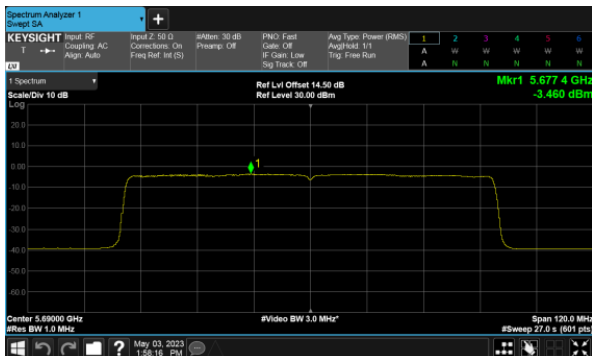 Spectrum Analyzer 1
Swept SA
+
KEYSIGHT Input: RF Input Z: 50 Ω #Atten: 30 dB PNO: Fast Avg Type: Power (RMS) 1 2 3 4 5 6
T Coupling: AC Corrections: On Preamp: Off Gate: Off Avg|Hold: 1/1 A W W W W W
Align: Auto Freq Ref: Int (S) IF Gain: Low Trig: Free Run
LXI Sig Track: Off A N N N N N
1 Spectrum Mkr1 5.677 4 GHz
Scale/Div 10 dB Ref Lvl Offset 14.50 dB -3.460 dBm
Ref Level 30.00 dBm
Log
20.0
10.0
1
0.00
-10.0
-20.0
-30.0
-40.0
-50.0
-60.0
Center 5.69000 GHz #Video BW 3.0 MHz* Span 120.0 MHz
#Res BW 1.0 MHz #Sweep 27.0 s (601 pts)
? May 03, 2023
1:58:16 PM